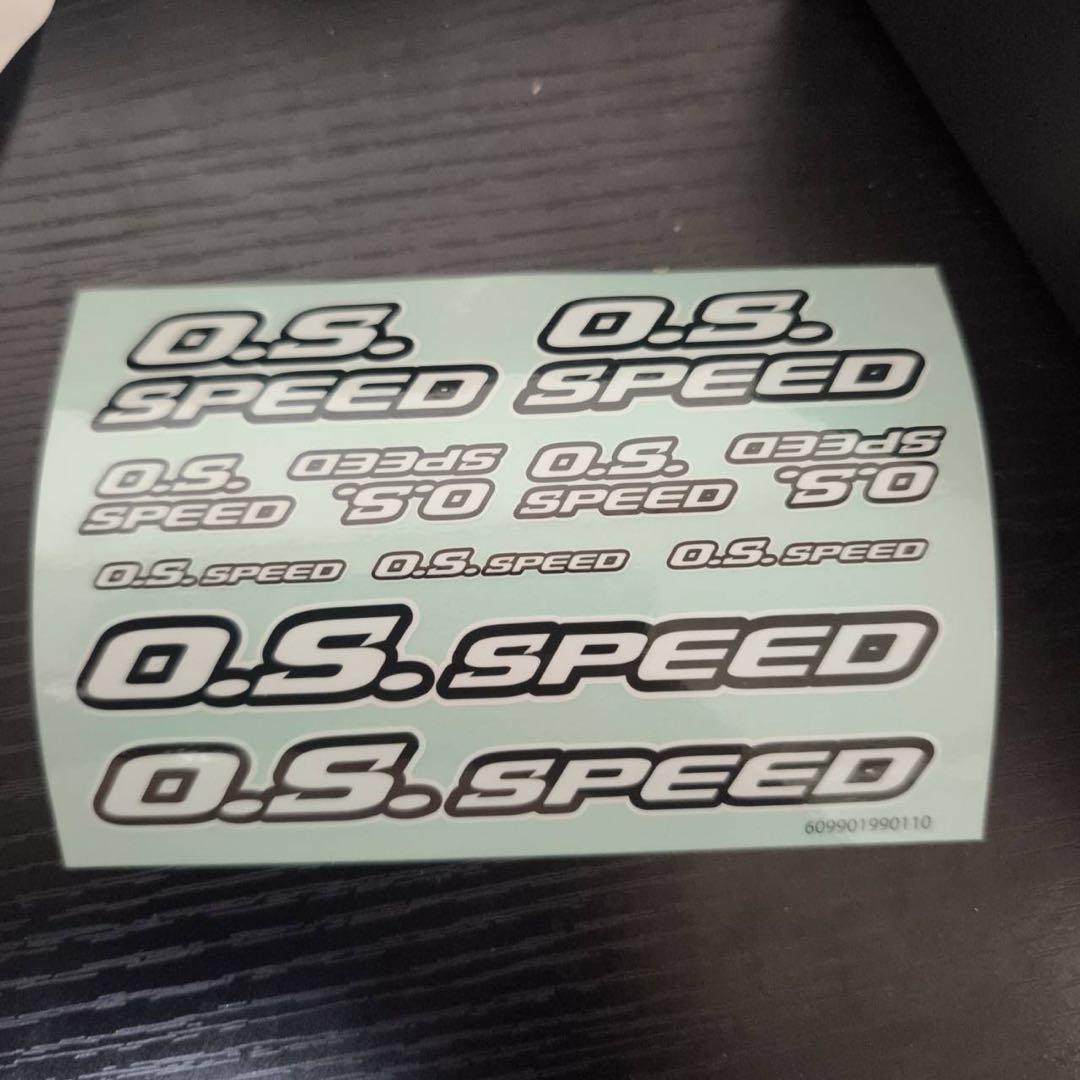 O.S. O.S.
SPEED SPEED
O.S. SPEED O.S. SPEED
SPEED O.S. SPEED O.S.
O.S. SPEED O.S. SPEED O.S. SPEED
O.S. SPEED
O.S. SPEED
609901990110